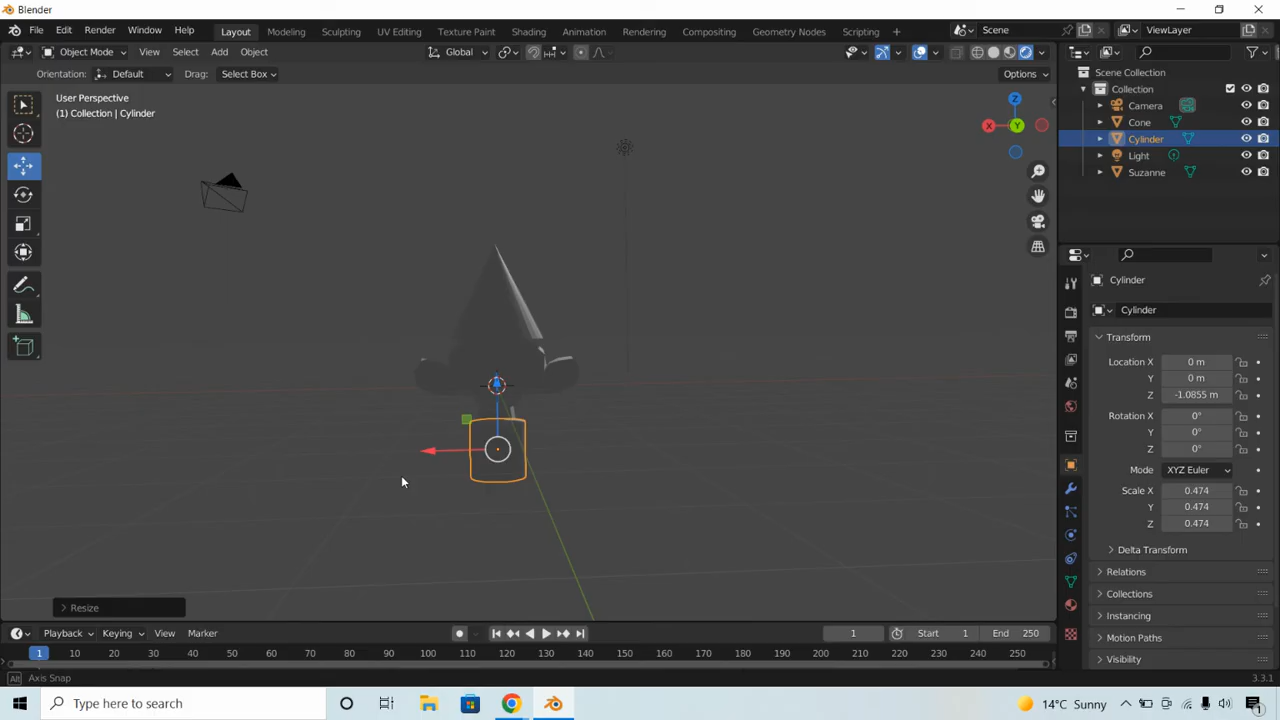 Blender
File Edit Render Window Help
Layout Modeling Sculpting UV Editing Texture Paint Shading Animation Rendering Compositing Geometry Nodes Scripting +
Scene
ViewLayer
Object Mode View Select Add Object
Global
Orientation: Default Drag: Select Box
Options
User Perspective
(1) Collection | Cylinder
Z
X
Y
Scene Collection
Collection
Camera
Cone
Cylinder
Light
Suzanne
Cylinder
Cylinder
Transform
Location X 0 m
Y 0 m
Z -1.0855 m
Rotation X 0°
Y 0°
Z 0°
Mode XYZ Euler
Scale X 0.474
Y 0.474
Z 0.474
Delta Transform
Relations
Collections
Instancing
Motion Paths
Visibility
Resize
Playback Keying View Marker
1
Start 1
End 250
1 10 20 30 40 50 60 70 80 90 100 110 120 130 140 150 160 170 180 190 200 210 220 230 240 250
Alt Axis Snap
3.3.1
Type here to search
14°C Sunny
1